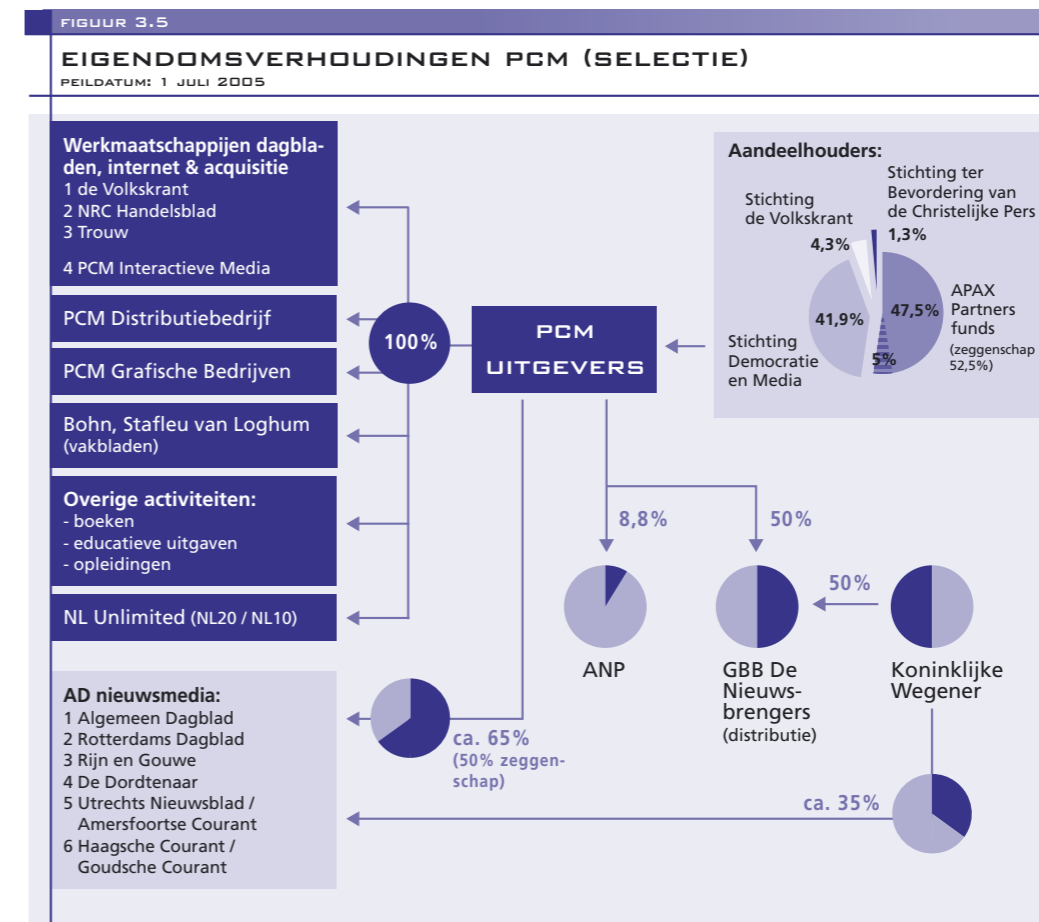 FIGUUR 3.5
EIGENDOMSVERHOUDINGEN PCM (SELECTIE)
PEILDATUM: 1 JULI 2005
Werkmaatschappijen dagbla-
den, internet & acquisitie
1 de Volkskrant
2 NRC Handelsblad
3 Trouw
4 PCM Interactieve Media
PCM Distributiebedrijf
PCM Grafische Bedrijven
Bohn, Stafleu van Loghum
(vakbladen)
Overige activiteiten:
- boeken
- educatieve uitgaven
- opleidingen
NL Unlimited (NL20 / NL10)
AD nieuwsmedia:
1 Algemeen Dagblad
2 Rotterdams Dagblad
3 Rijn en Gouwe
4 De Dordtenaar
5 Utrechts Nieuwsblad /
Amersfoortse Courant
6 Haagsche Courant /
Goudsche Courant
100%
PCM
UITGEVERS
Aandeelhouders:
Stichting
de Volkskrant
4,3%
Stichting ter
Bevordering van
de Christelijke Pers
1,3%
41,9%
47,5%
5%
APAX
Partners
funds
(zeggenschap
52,5%)
Stichting
Democratie
en Media
8,8%
50%
50%
ANP
GBB De
Nieuws-
brengers
(distributie)
Koninklijke
Wegener
ca. 65%
(50% zeggen-
schap)
ca. 35%